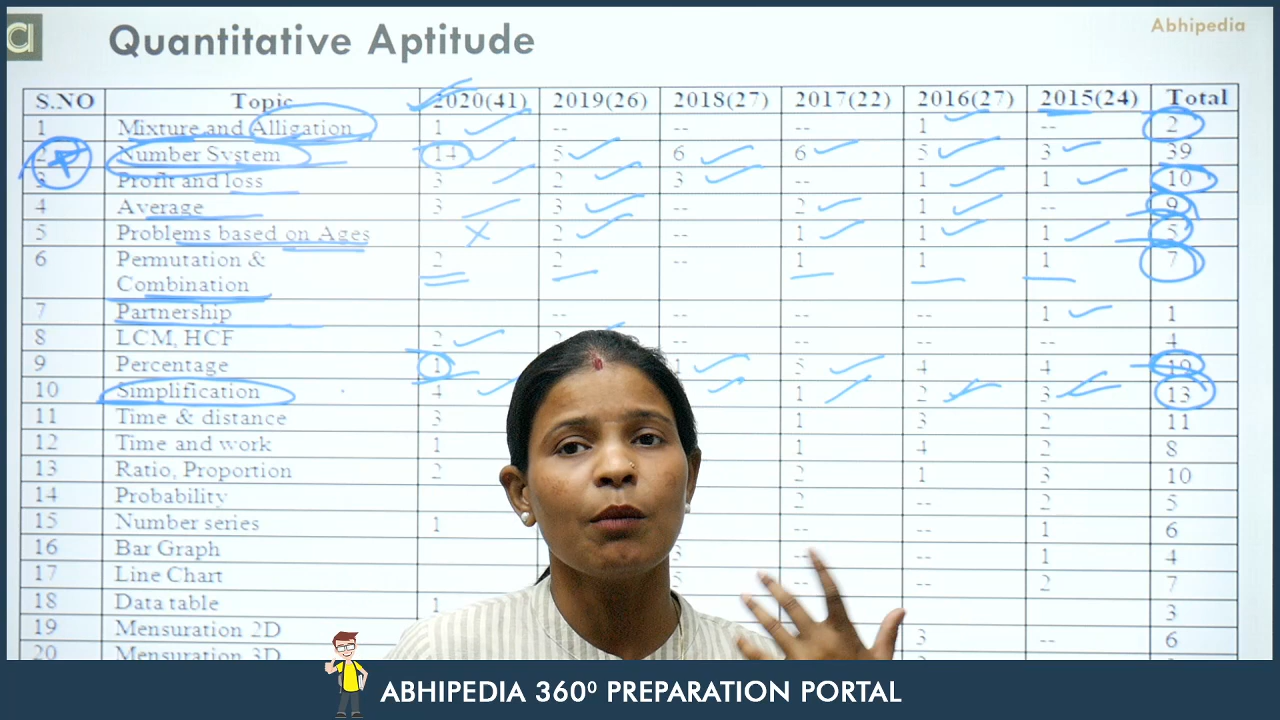 a Quantitative Aptitude Abhipedia
S.NO Topic 2020(41) 2019(26) 2018(27) 2017(22) 2016(27) 2015(24) Total
1 Mixture and Alligation 1 -- -- -- 1 -- 2
2 Number System 14 5 6 6 5 3 39
3 Profit and loss 3 2 3 -- 1 1 10
4 Average 3 3 -- 2 1 -- 9
5 Problems based on Ages 2 -- 1 1 1 5
6 Permutation & 2 2 -- 1 1 1 7
Combination
7 Partnership -- -- -- -- 1 1
8 LCM, HCF 2 -- -- -- -- 4
9 Percentage 1 1 5 4 4
10 Simplification 4 1 2 3 13
11 Time & distance 3 1 3 2 11
12 Time and work 1 1 4 2 8
13 Ratio, Proportion 2 2 1 3 10
14 Probability 2 -- 2 5
15 Number series 1 -- -- 1 6
16 Bar Graph 3 -- -- 1 4
17 Line Chart 5 -- -- 2 7
18 Data table 1 3
19 Mensuration 2D 3 -- 6
20 Mensuration 3D
ABHIPEDIA 360⁰ PREPARATION PORTAL